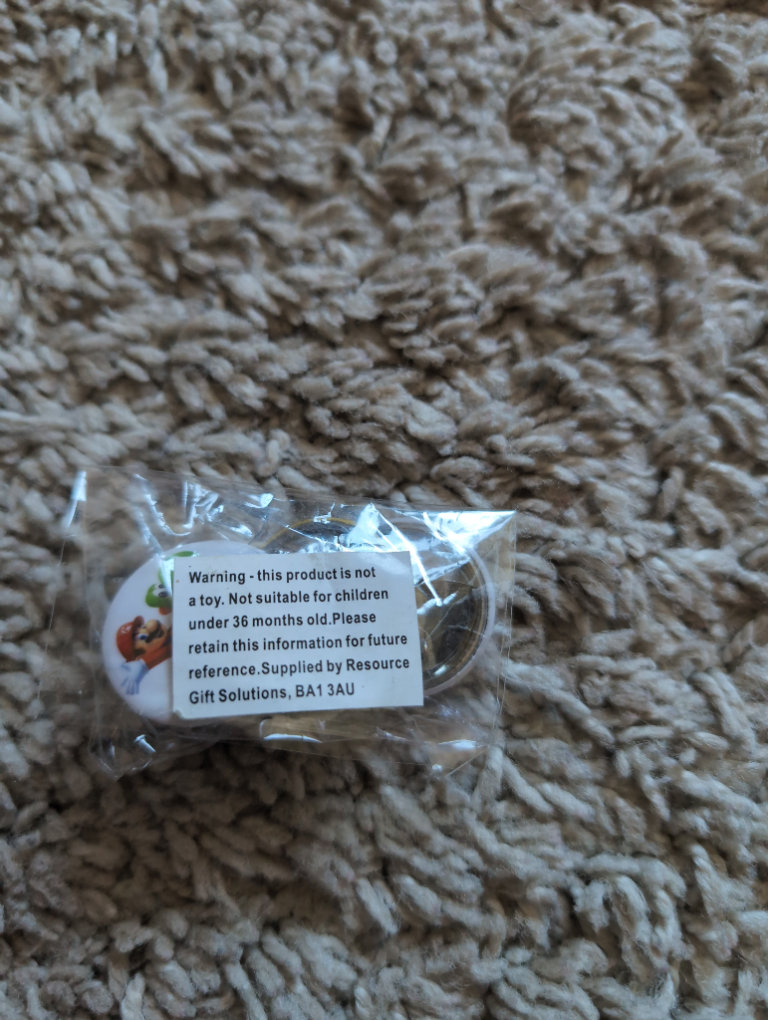 Warning - this product is not
a toy. Not suitable for children
under 36 months old.Please
retain this information for future
reference.Supplied by Resource
Gift Solutions, BA1 3AU